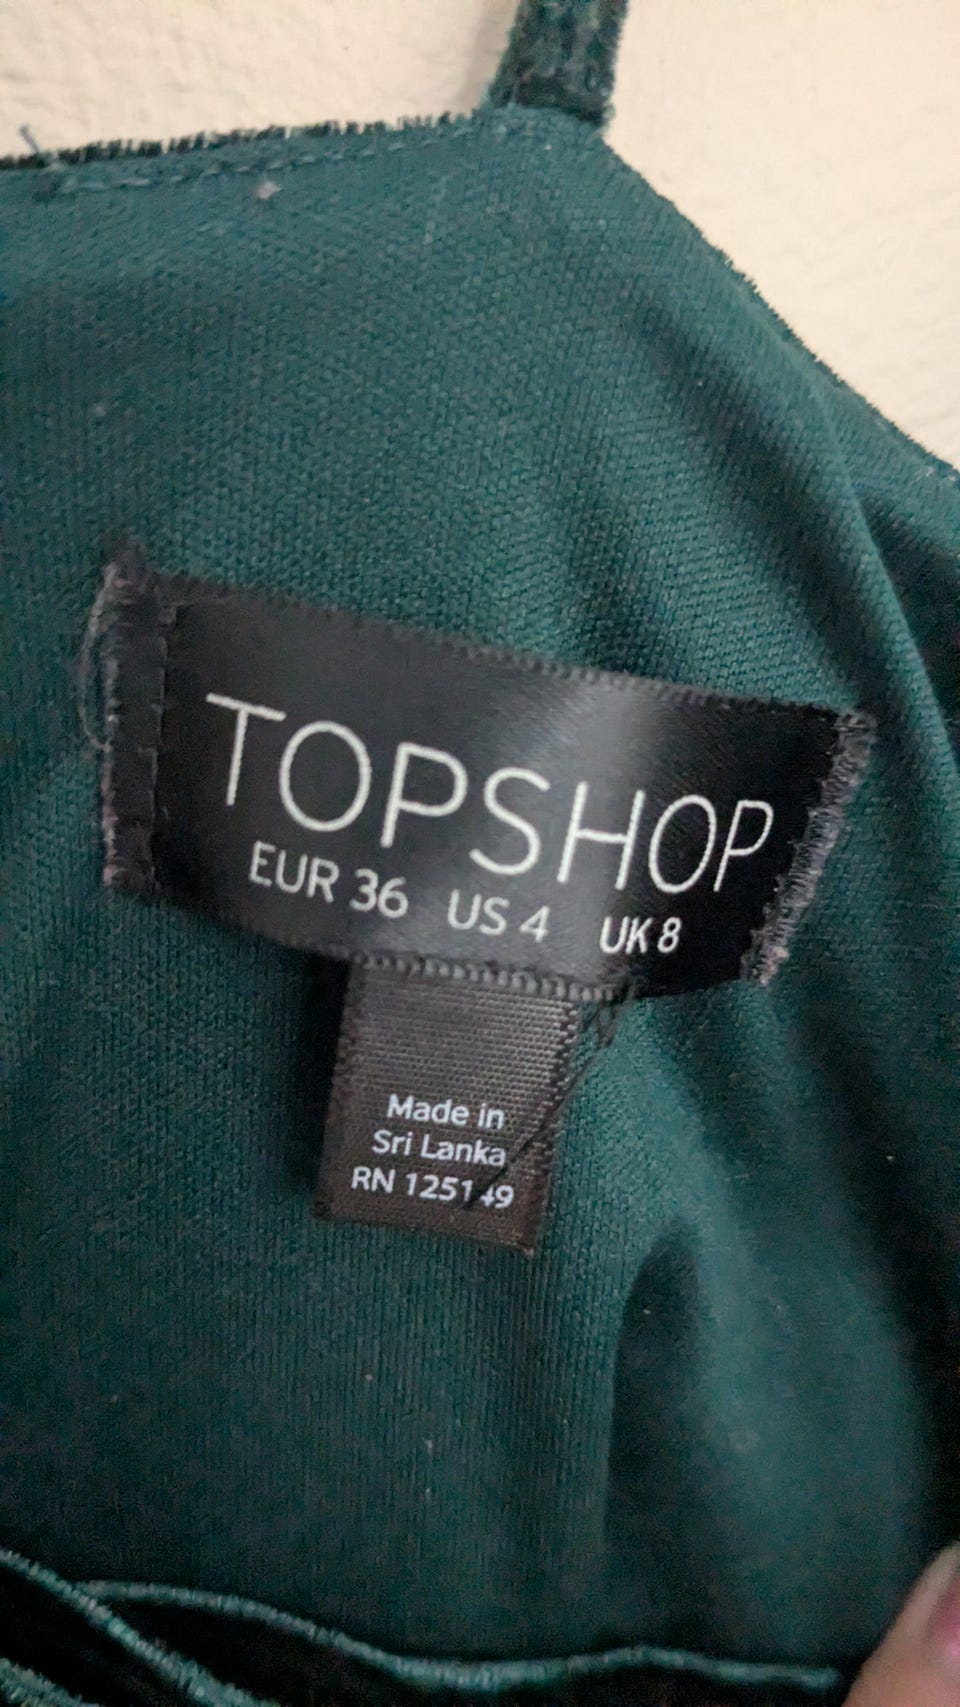 TOPSHOP
EUR 36 US 4 UK 8
Made in
Sri Lanka
RN 125149